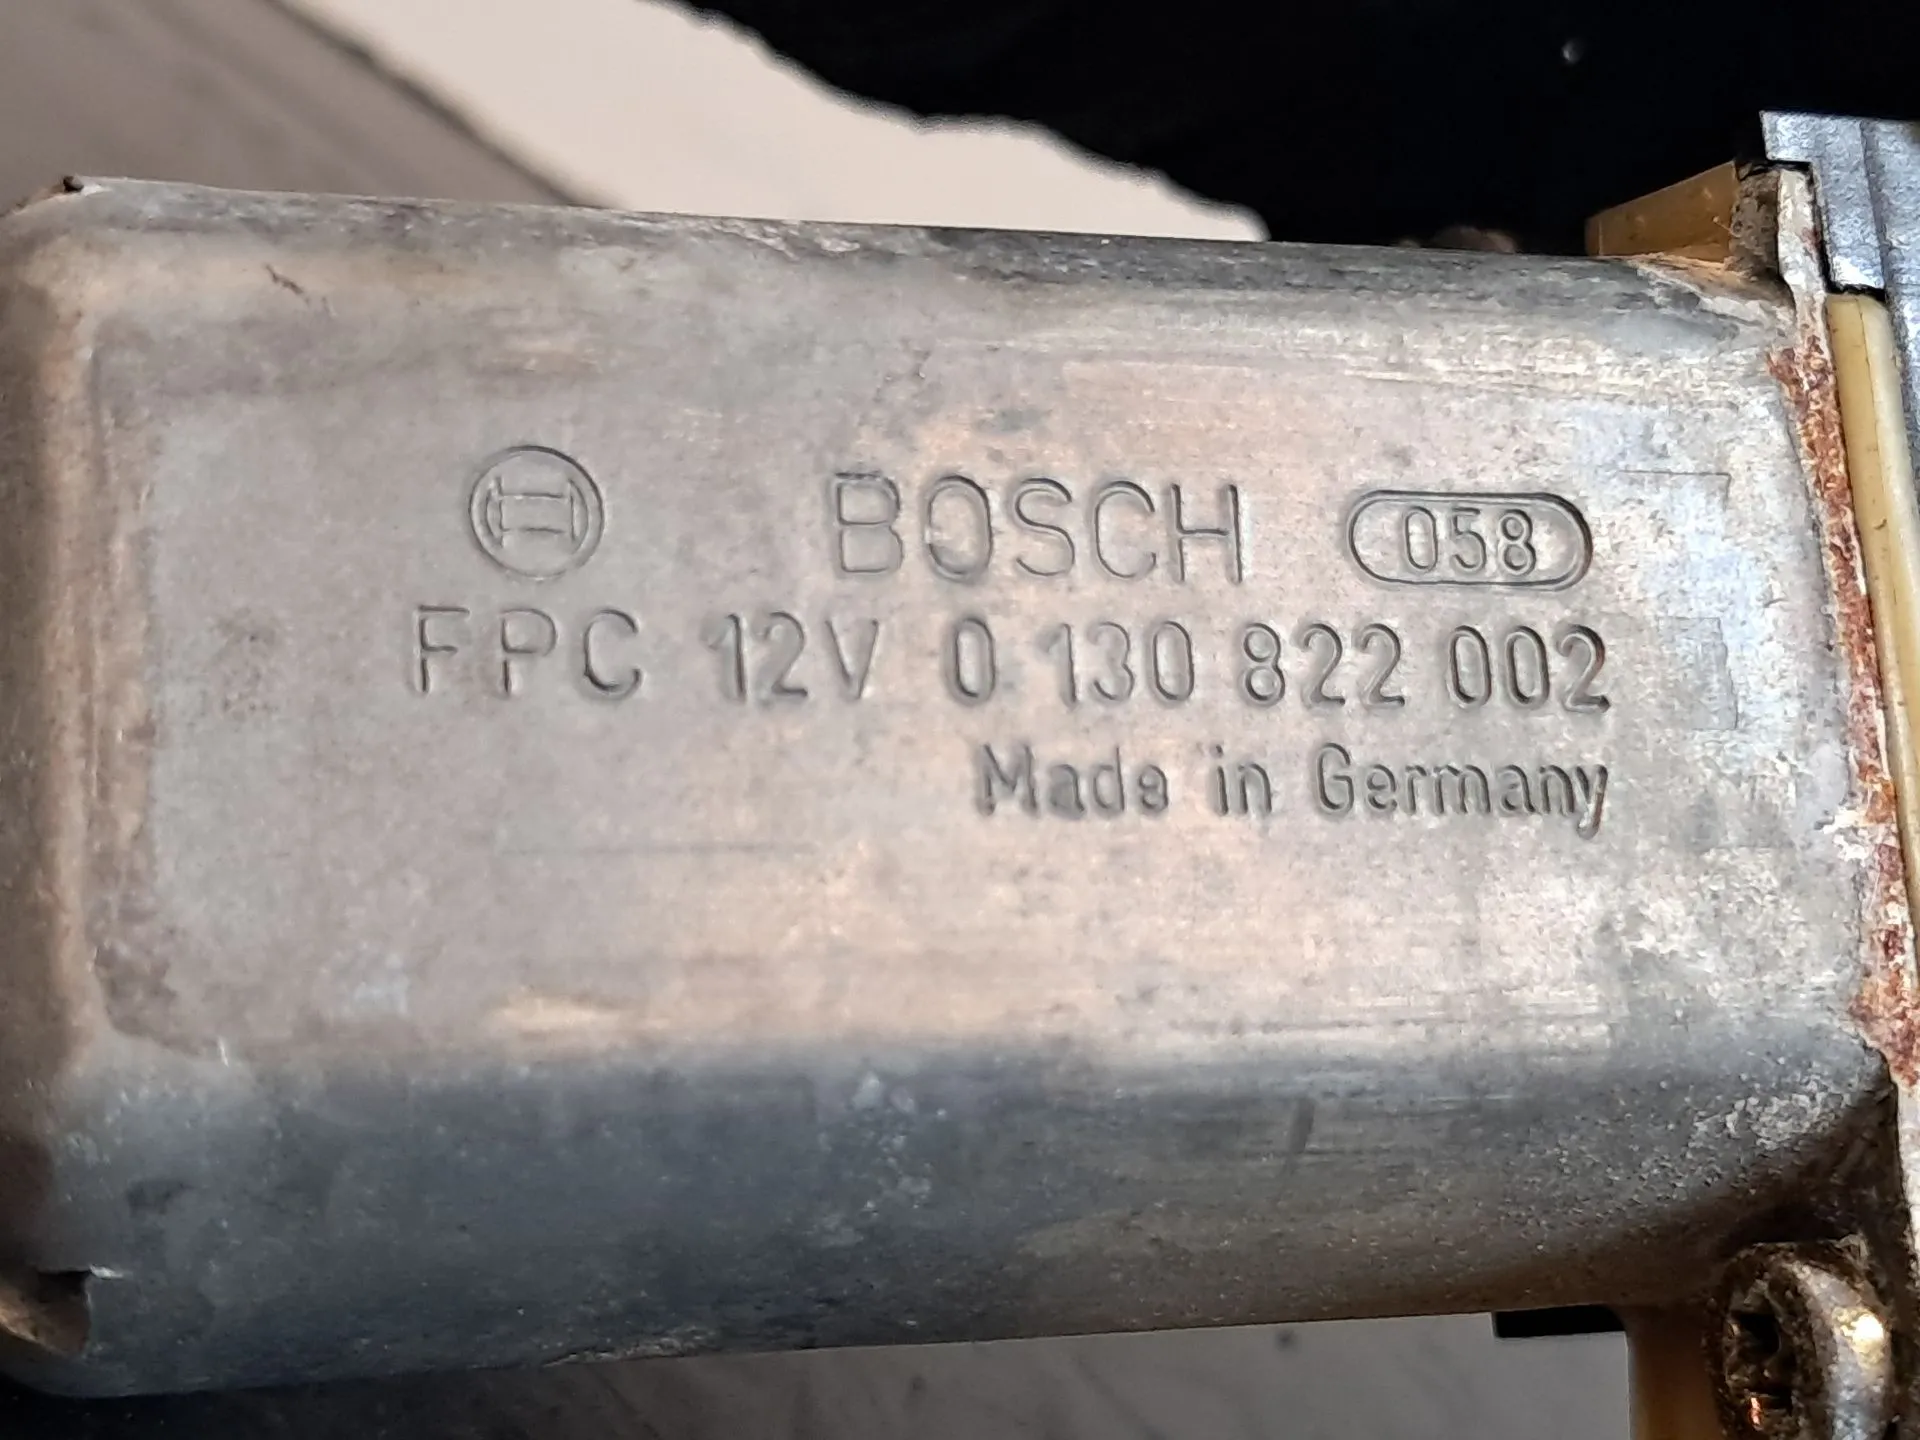 BOSCH 058
FPC 12V 0 130 822 002
Made in Germany